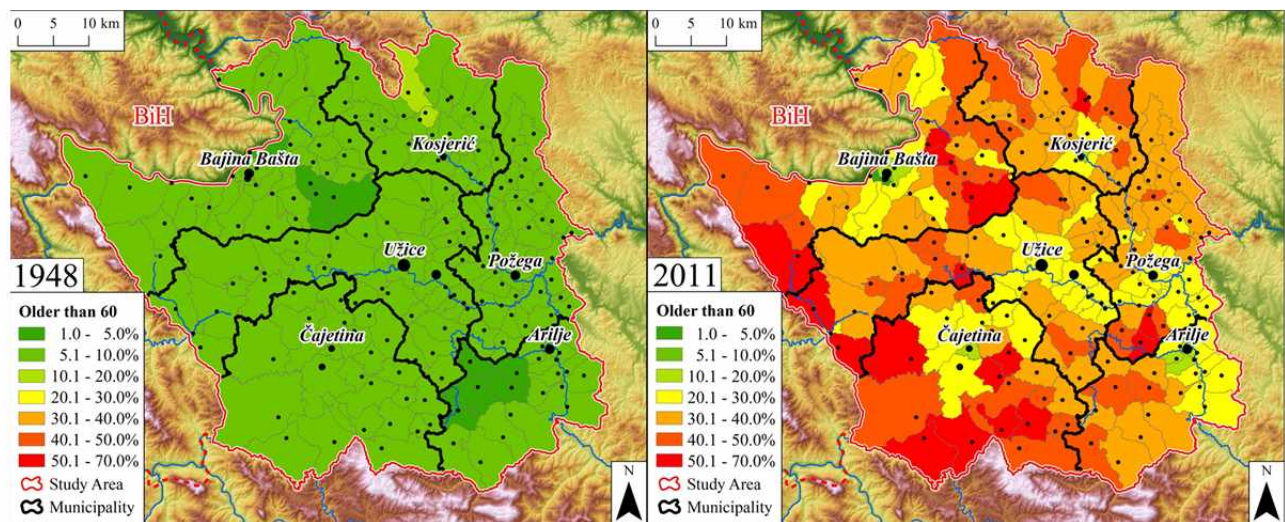 0 5 10 km
BiH
Bajina Bašta
Kosjerić
Užice
Požega
Čajetina
Arilje
1948
Older than 60
1.0 - 5.0%
5.1 - 10.0%
10.1 - 20.0%
20.1 - 30.0%
30.1 - 40.0%
40.1 - 50.0%
50.1 - 70.0%
Study Area
Municipality
N
0 5 10 km
BiH
Bajina Bašta
Kosjerić
Užice
Požega
Čajetina
Arilje
2011
Older than 60
1.0 - 5.0%
5.1 - 10.0%
10.1 - 20.0%
20.1 - 30.0%
30.1 - 40.0%
40.1 - 50.0%
50.1 - 70.0%
Study Area
Municipality
N